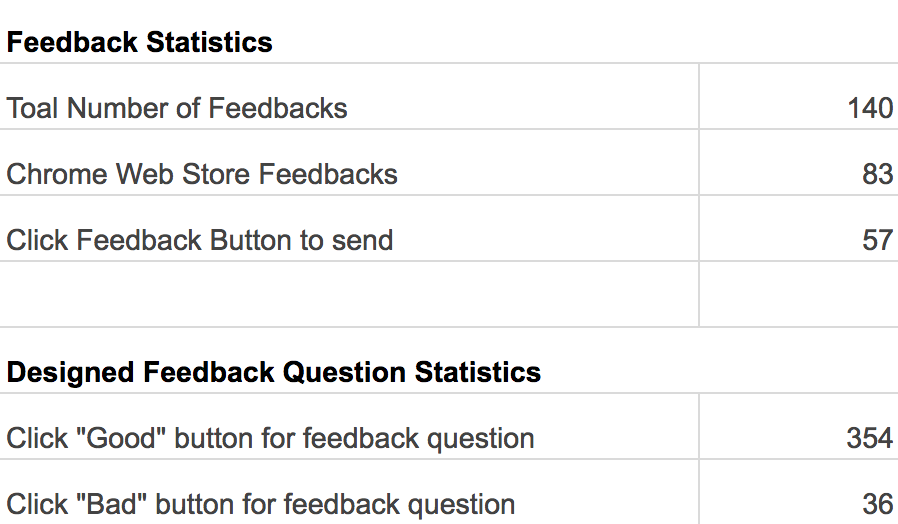 Feedback Statistics
Toal Number of Feedbacks 140
Chrome Web Store Feedbacks 83
Click Feedback Button to send 57
Designed Feedback Question Statistics
Click "Good" button for feedback question 354
Click "Bad" button for feedback question 36